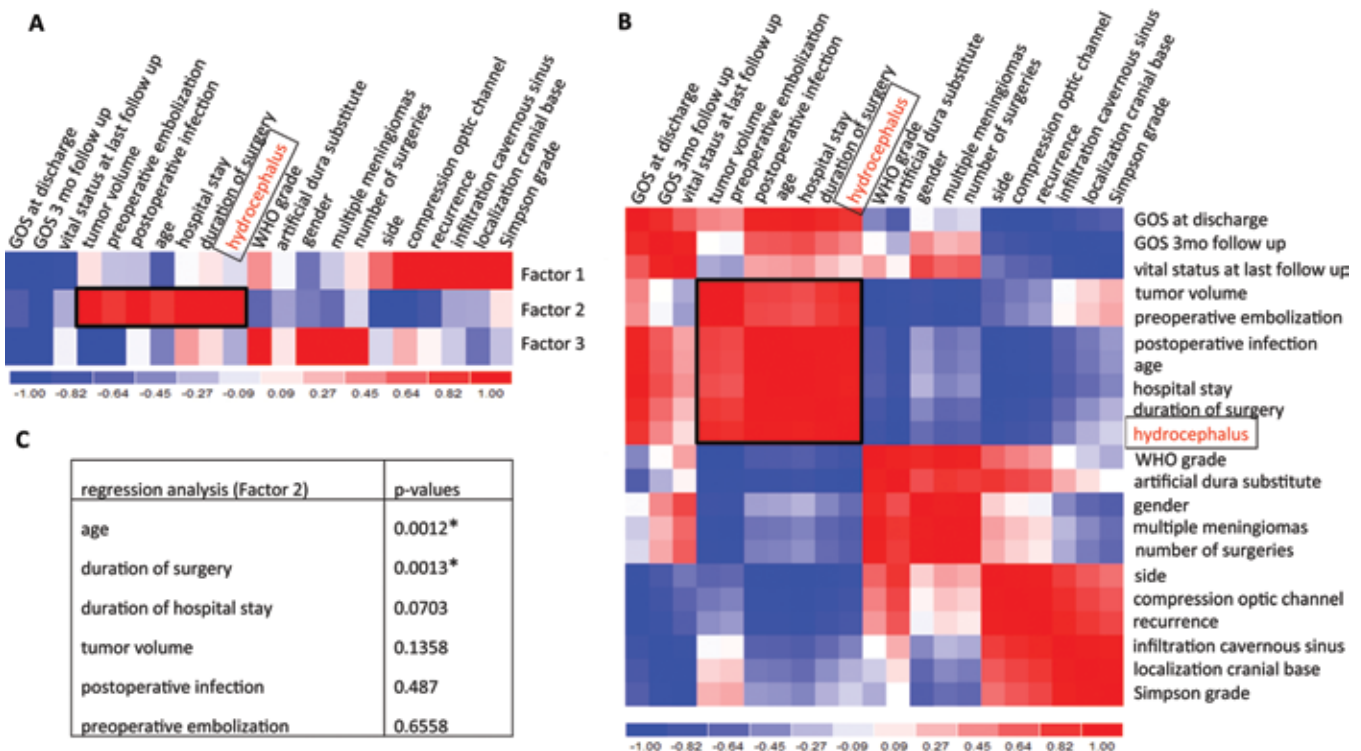 A
GOS at discharge
GOS 3 mo follow up
vital status at last follow up
tumor volume
preoperative embolization
postoperative infection
age
hospital stay
duration of surgery
hydrocephalus
WHO grade
artificial dura substitute
gender
multiple meningiomas
number of surgeries
side
compression optic channel
recurrence
infiltration cavernous sinus
localization cranial base
Simpson grade
Factor 1
Factor 2
Factor 3
-1.00 -0.82 -0.64 -0.45 -0.27 -0.09 0.09 0.27 0.45 0.64 0.82 1.00
B
GOS at discharge
GOS 3mo follow up
vital staus at last follow up
tumor volume
preoperative embolization
postoperative infection
age
hospital stay
duration of surgery
hydrocephalus
WHO grade
artificial dura substitute
gender
multiple meningiomas
number of surgeries
side
compression optic channel
recurrence
infiltration cavernous sinus
localization cranial base
Simpson grade
GOS at discharge
GOS 3mo follow up
vital status at last follow up
tumor volume
preoperative embolization
postoperative infection
age
hospital stay
duration of surgery
hydrocephalus
WHO grade
artificial dura substitute
gender
multiple meningiomas
number of surgeries
side
compression optic channel
recurrence
infiltration cavernous sinus
localization cranial base
Simpson grade
-1.00 -0.82 -0.64 -0.45 -0.27 -0.09 0.09 0.27 0.45 0.64 0.82 1.00
C
regression analysis (Factor 2) p-values
age 0.0012*
duration of surgery 0.0013*
duration of hospital stay 0.0703
tumor volume 0.1358
postoperative infection 0.487
preoperative embolization 0.6558